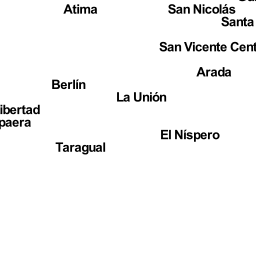 Atima
San Nicolás
Santa
San Vicente Cent
Arada
Berlín
La Unión
ibertad
paera
El Níspero
Taragual